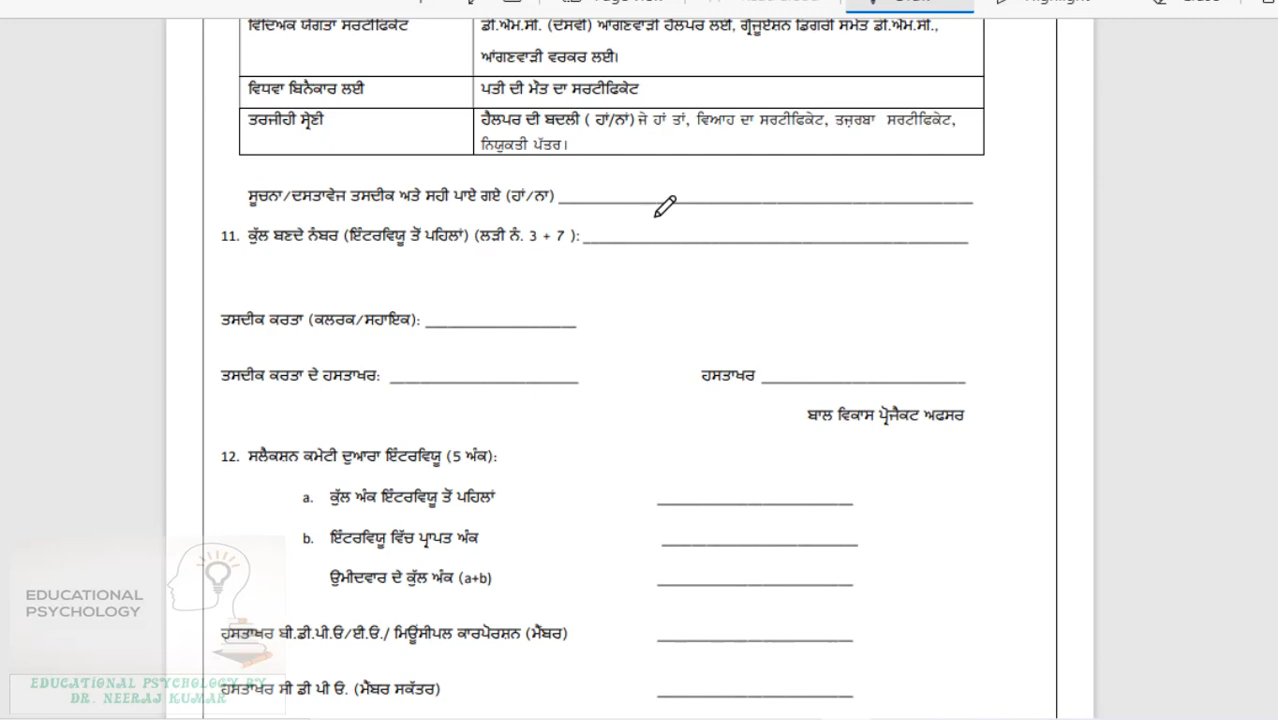 ਵਿਦਿਅਕ ਯੋਗਤਾ ਸਰਟੀਫਿਕੇਟ
ਡੀ.ਐਮ.ਸੀ. (ਦਸਵੀਂ) ਆਂਗਣਵਾੜੀ ਹੈਲਪਰ ਲਈ, ਗ੍ਰੈਜੂਏਸ਼ਨ ਡਿਗਰੀ ਸਮੇਤ ਡੀ.ਐਮ.ਸੀ.,
ਆਂਗਣਵਾੜੀ ਵਰਕਰ ਲਈ।
ਵਿਧਵਾ ਬਿਨੈਕਾਰ ਲਈ
ਪਤੀ ਦੀ ਮੌਤ ਦਾ ਸਰਟੀਫਿਕੇਟ
ਤਰਜੀਹੀ ਸ਼੍ਰੇਣੀ
ਹੈਲਪਰ ਦੀ ਬਦਲੀ ( ਹਾਂ/ਨਾਂ) ਜੇ ਹਾਂ ਤਾਂ, ਵਿਆਹ ਦਾ ਸਰਟੀਫਿਕੇਟ, ਤਜ਼ਰਬਾ ਸਰਟੀਫਿਕੇਟ,
ਨਿਯੁਕਤੀ ਪੱਤਰ।
ਸੂਚਨਾ/ਦਸਤਾਵੇਜ ਤਸਦੀਕ ਅਤੇ ਸਹੀ ਪਾਏ ਗਏ (ਹਾਂ/ਨਾ)
11. ਕੁੱਲ ਬਣਦੇ ਨੰਬਰ (ਇੰਟਰਵਿਯੂ ਤੋਂ ਪਹਿਲਾਂ) (ਲੜੀ ਨੰ. 3 + 7 ):
ਤਸਦੀਕ ਕਰਤਾ (ਕਲਰਕ/ਸਹਾਇਕ):
ਤਸਦੀਕ ਕਰਤਾ ਦੇ ਹਸਤਾਖਰ: ਹਸਤਾਖਰ
ਬਾਲ ਵਿਕਾਸ ਪ੍ਰੋਜੈਕਟ ਅਫਸਰ
12. ਸਲੈਕਸ਼ਨ ਕਮੇਟੀ ਦੁਆਰਾ ਇੰਟਰਵਿਯੂ (5 ਅੰਕ):
a. ਕੁੱਲ ਅੰਕ ਇੰਟਰਵਿਯੂ ਤੋਂ ਪਹਿਲਾਂ
b. ਇੰਟਰਵਿਯੂ ਵਿੱਚ ਪ੍ਰਾਪਤ ਅੰਕ
ਉਮੀਦਵਾਰ ਦੇ ਕੁੱਲ ਅੰਕ (a+b)
ਹਸਤਾਖਰ ਬੀ.ਡੀ.ਪੀ.ਓ/ਈ.ਓ./ ਮਿਊਂਸੀਪਲ ਕਾਰਪੋਰਸ਼ਨ (ਮੈਂਬਰ)
ਹਸਤਾਖਰ ਸੀ ਡੀ ਪੀ ਓ. (ਮੈਂਬਰ ਸਕੱਤਰ)
EDUCATIONAL
PSYCHOLOGY
EDUCATIONAL PSYCHOLOGY BY
DR. NEERAJ KUMAR